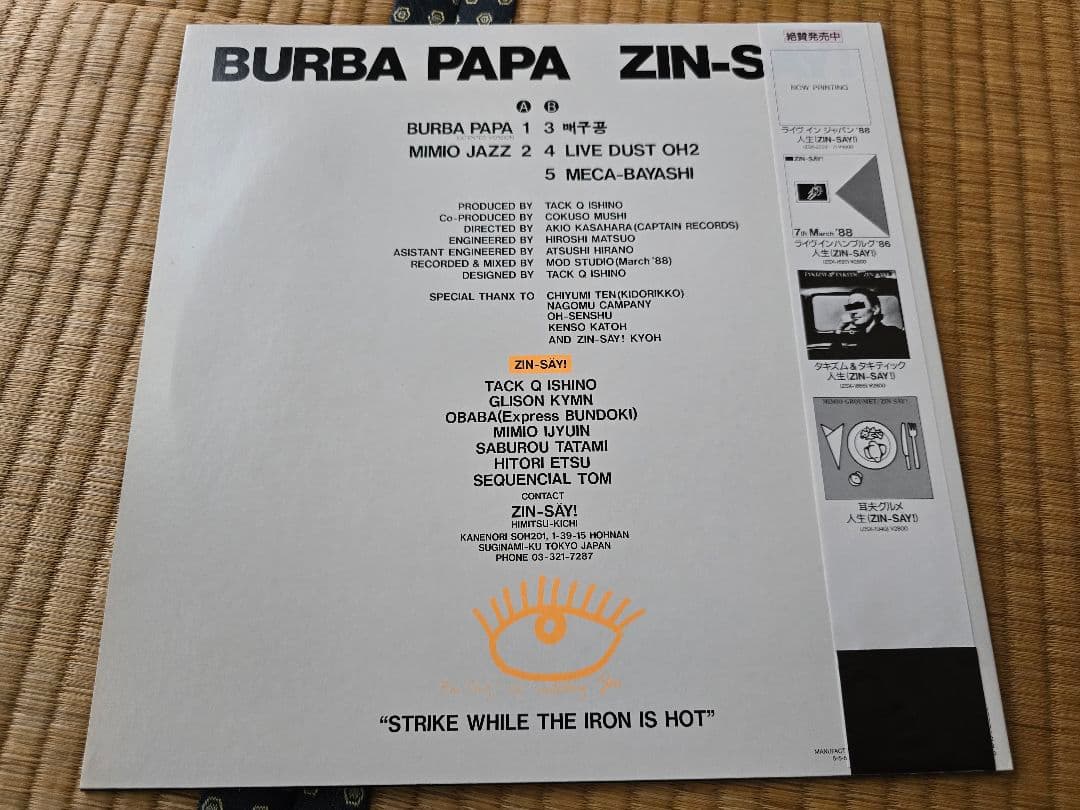 BURBA PAPA ZIN-S
A B
BURBA PAPA 1 3 배구공
EXTENDED VERSION
MIMIO JAZZ 2 4 LIVE DUST OH2
5 MECA-BAYASHI
PRODUCED BY TACK Q ISHINO
Co-PRODUCED BY COKUSO MUSHI
DIRECTED BY AKIO KASAHARA(CAPTAIN RECORDS)
ENGINEERED BY HIROSHI MATSUO
ASISTANT ENGINEERED BY ATSUSHI HIRANO
RECORDED & MIXED BY MOD STUDIO(March '88)
DESIGNED BY TACK Q ISHINO
SPECIAL THANX TO CHIYUMI TEN(KIDORIKKO)
NAGOMU CAMPANY
OH-SENSHU
KENSO KATOH
AND ZIN-SAY! KYOH
ZIN-SÄY!
TACK Q ISHINO
GLISON KYMN
OBABA(Express BUNDOKI)
MIMIO IJYUIN
SABUROU TATAMI
HITORI ETSU
SEQUENCIAL TOM
CONTACT
ZIN-SÄY!
HIMITSU-KICHI
KANENORI SOH201, 1-39-15 HOHNAN
SUGINAMI-KU TOKYO JAPAN
PHONE 03-321-7287
"STRIKE WHILE THE IRON IS HOT"
MANUFACT
絶賛発売中
NOW PRINTING
ライヴ イン ジャパン '88
人生(ZIN-SAY!)
ZIN-SAY!
7th March '88
ライヴインハンブルグ'86
人生(ZIN-SAY!)
タキズム&タキティック
人生(ZIN-SAY!)
MIMIO GROUMET/ZIN SAY!
耳夫グルメ
人生(ZIN-SAY!)